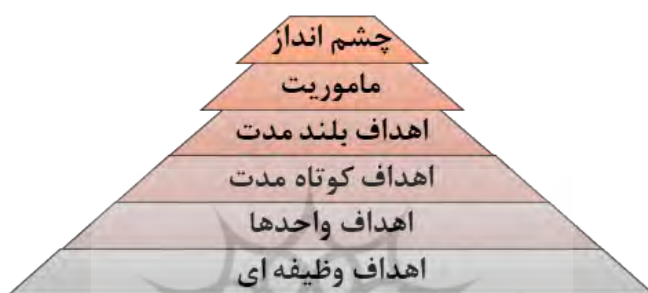 چشم انداز
ماموریت
اهداف بلند مدت
اهداف کوتاه مدت
اهداف واحدها
اهداف وظیفه ای